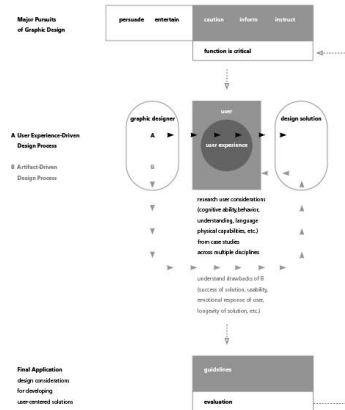 Major Pursuits
of Graphic Design
persuade entertain caution inform instruct
function is critical
graphic designer
user
design solution
A User Experience-Driven
Design Process
A
user experience
B Artifact-Driven
Design Process
B
research user considerations
(cognitive ability,behavior,
understanding, language
physical capabilities, etc.)
from case studies
across multiple disciplines
understand drawbacks of B
(success of solution, usability,
emotional response of user,
longevity of solution, etc.)
Final Application
design considerations
for developing
user-centered solutions
guidelines
evaluation